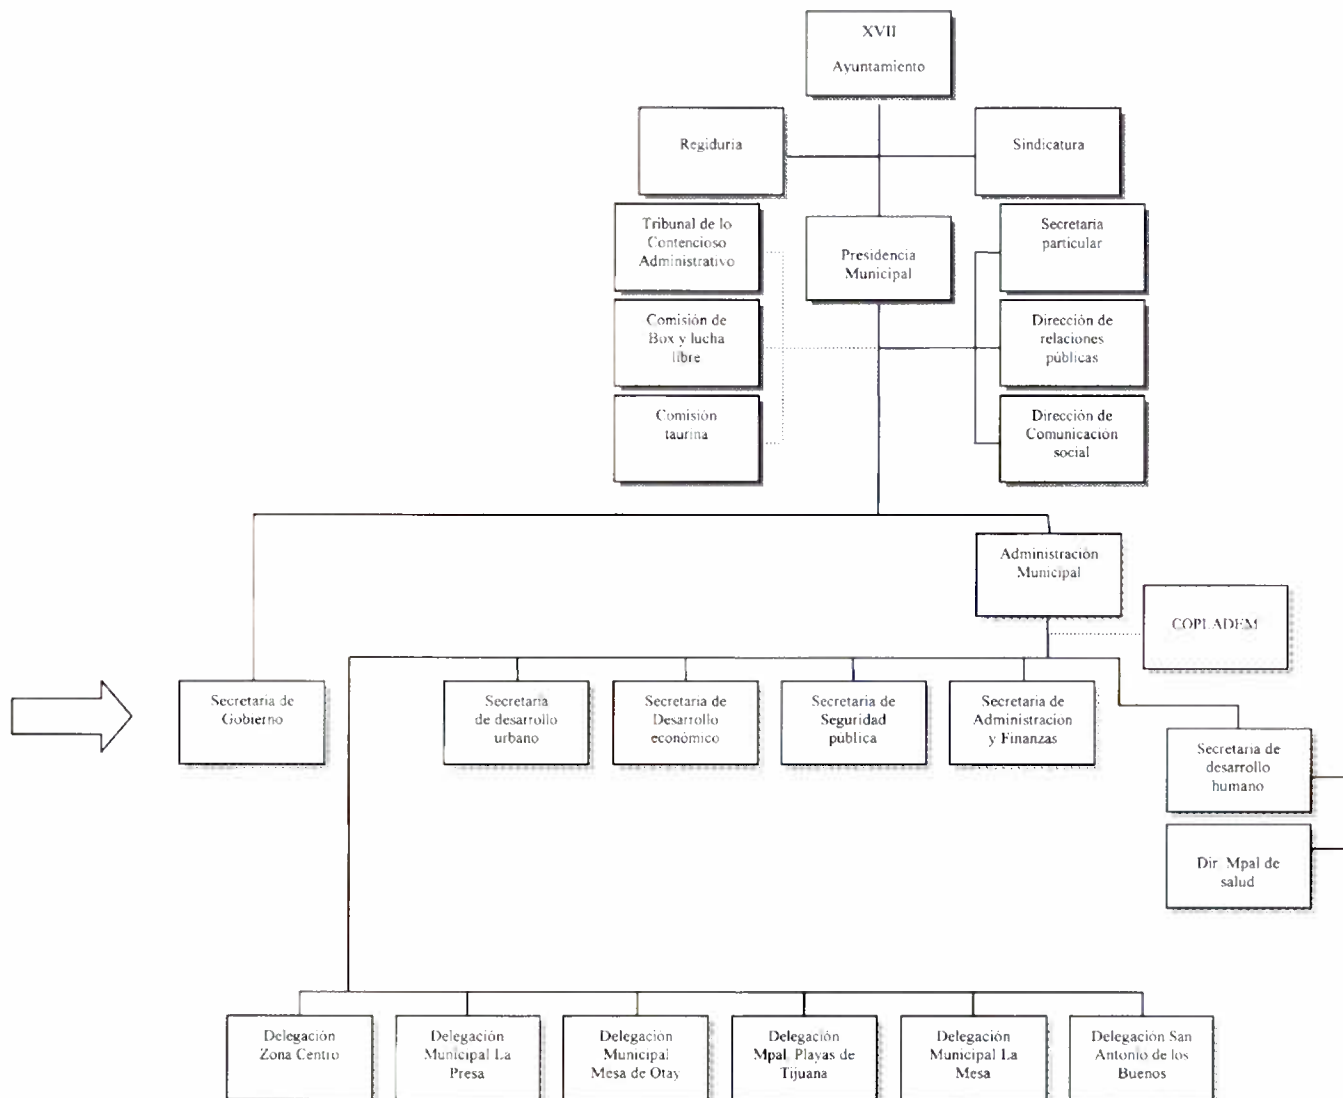 XVII
Ayuntamiento
Regiduria
Sindicatura
Tribunal de lo
Contencioso
Administrativo
Presidencia
Municipal
Secretaria
particular
Comisión de
Box y lucha
libre
Dirección de
relaciones
públicas
Comisión
taurina
Dirección de
Comunicación
social
Administración
Municipal
COPLADEM
Secretaria de
Gobierno
Secretaria
de desarrollo
urbano
Secretaria de
Desarrollo
económico
Secretaria de
Seguridad
pública
Secretaria de
Administracion
y Finanzas
Secretaria de
desarrollo
humano
Dir. Mpal de
salud
Delegación
Zona Centro
Delegación
Municipal La
Presa
Delegación
Municipal
Mesa de Otay
Delegación
Mpal. Playas de
Tijuana
Delegación
Municipal La
Mesa
Delegación San
Antonio de los
Buenos